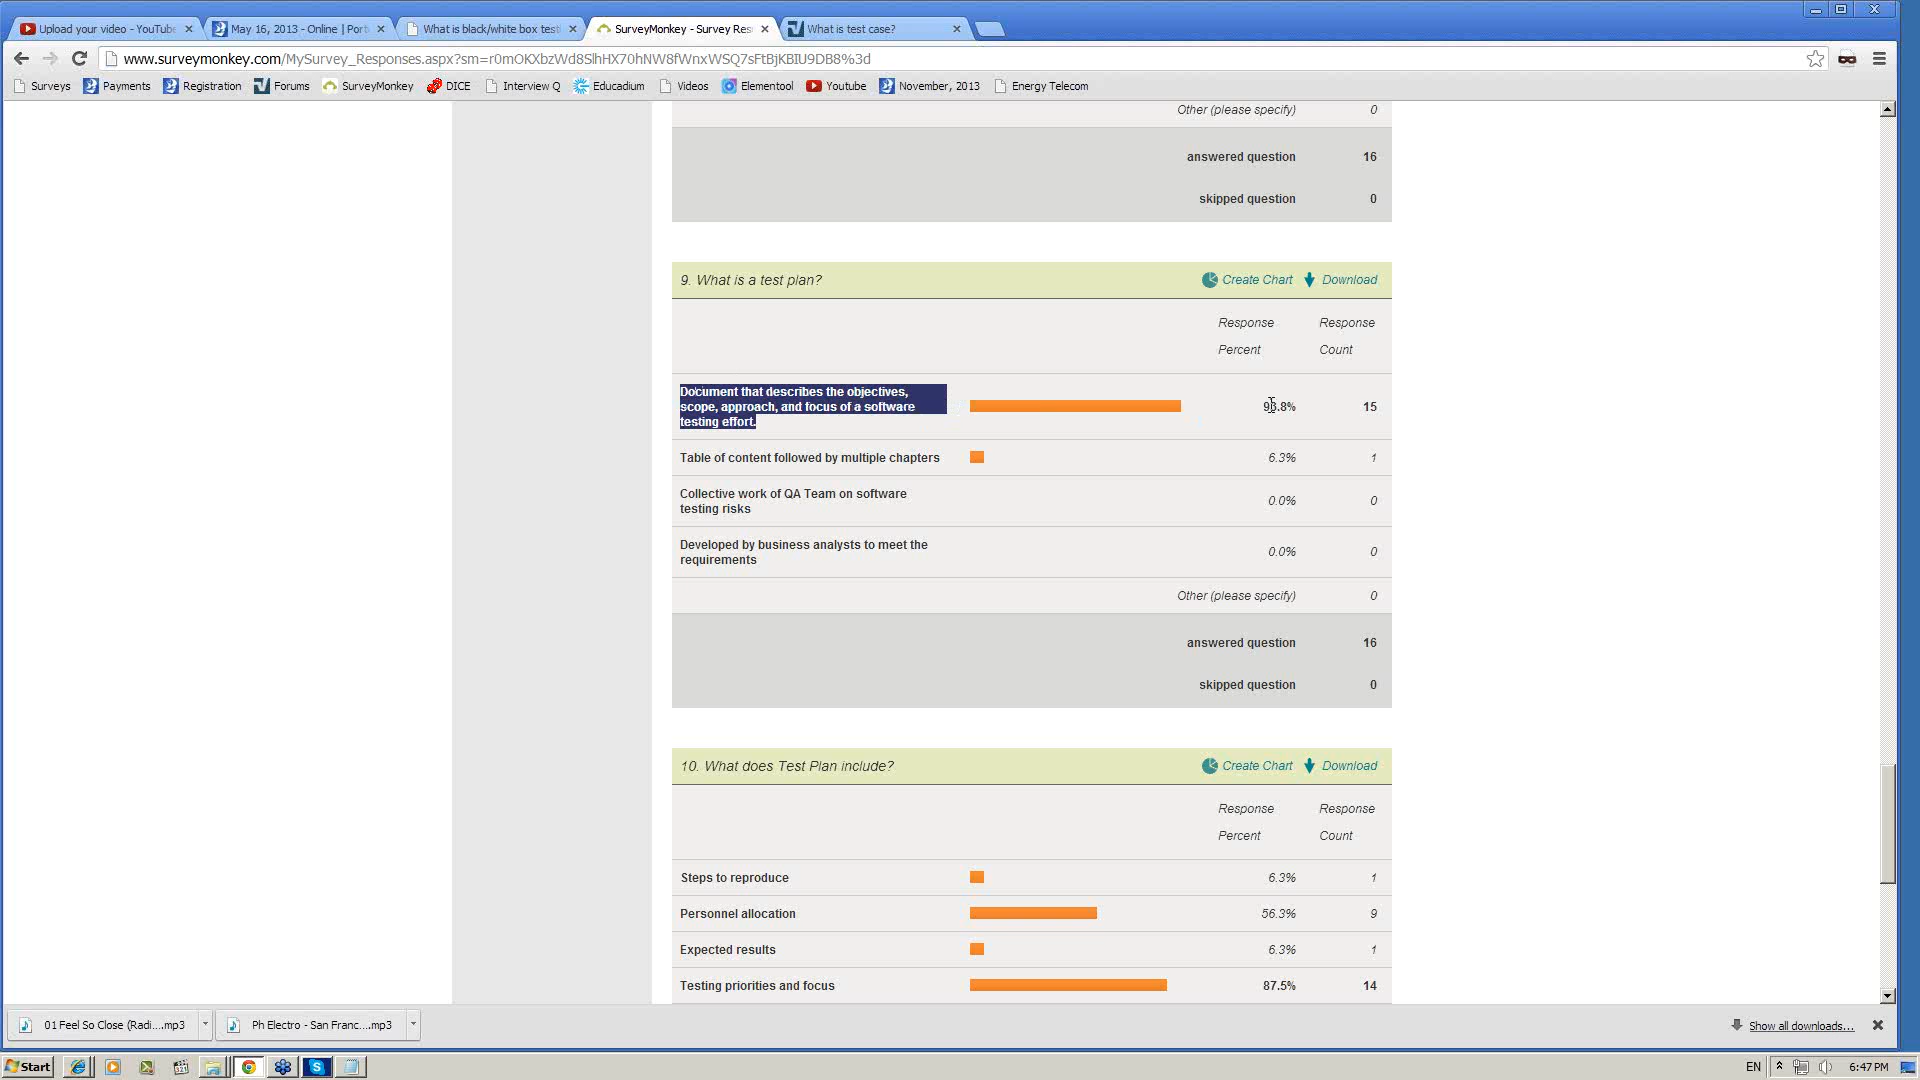 Upload your video - YouTube
May 16, 2013 - Online | Port
What is black/white box test
SurveyMonkey - Survey Res
What is test case?
www.surveymonkey.com/MySurvey_Responses.aspx?sm=r0mOKXbzWd8SlhHX70hNW8fWnxWSQ7sFtBjKBIU9DB8%3d
Surveys Payments Registration Forums SurveyMonkey DICE Interview Q Educadium Videos Elementool Youtube November, 2013 Energy Telecom
Other (please specify) 0
answered question 16
skipped question 0
9. What is a test plan? Create Chart Download
Response Response
Percent Count
Document that describes the objectives,
scope, approach, and focus of a software 93.8% 15
testing effort.
Table of content followed by multiple chapters 6.3% 1
Collective work of QA Team on software
testing risks 0.0% 0
Developed by business analysts to meet the
requirements 0.0% 0
Other (please specify) 0
answered question 16
skipped question 0
10. What does Test Plan include? Create Chart Download
Response Response
Percent Count
Steps to reproduce 6.3% 1
Personnel allocation 56.3% 9
Expected results 6.3% 1
Testing priorities and focus 87.5% 14
01 Feel So Close (Radi....mp3 Ph Electro - San Franc....mp3 Show all downloads...
Start EN 6:47 PM